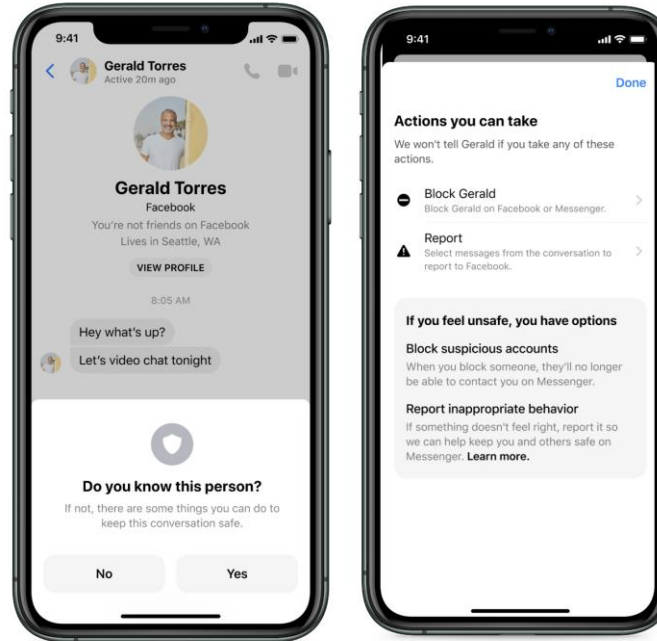 9:41
Gerald Torres
Active 20m ago
Gerald Torres
Facebook
You're not friends on Facebook
Lives in Seattle, WA
VIEW PROFILE
8:05 AM
Hey what's up?
Let's video chat tonight
Do you know this person?
If not, there are some things you can do to
keep this conversation safe.
No
Yes
9:41
Done
Actions you can take
We won't tell Gerald if you take any of these
actions.
Block Gerald
Block Gerald on Facebook or Messenger.
Report
Select messages from the conversation to
report to Facebook.
If you feel unsafe, you have options
Block suspicious accounts
When you block someone, they'll no longer
be able to contact you on Messenger.
Report inappropriate behavior
If something doesn't feel right, report it so
we can help keep you and others safe on
Messenger. Learn more.